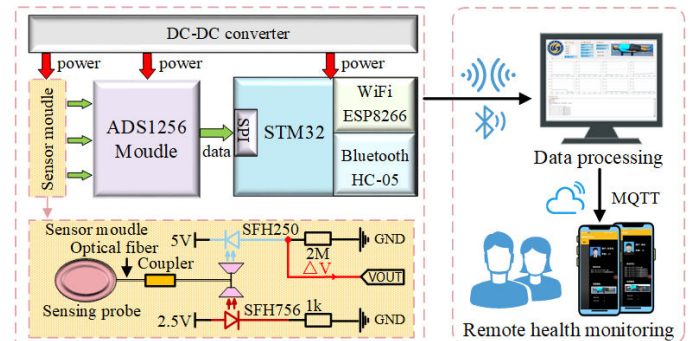 DC-DC converter
power
power
power
Sensor moudle
ADS1256
Moudle
data
SPI
STM32
WiFi
ESP8266
Bluetooth
HC-05
Data processing
MQTT
Sensor moudle
Optical fiber
Coupler
Sensing probe
5V
SFH250
2M
GND
△V
VOUT
2.5V
SFH756
1k
GND
Remote health monitoring